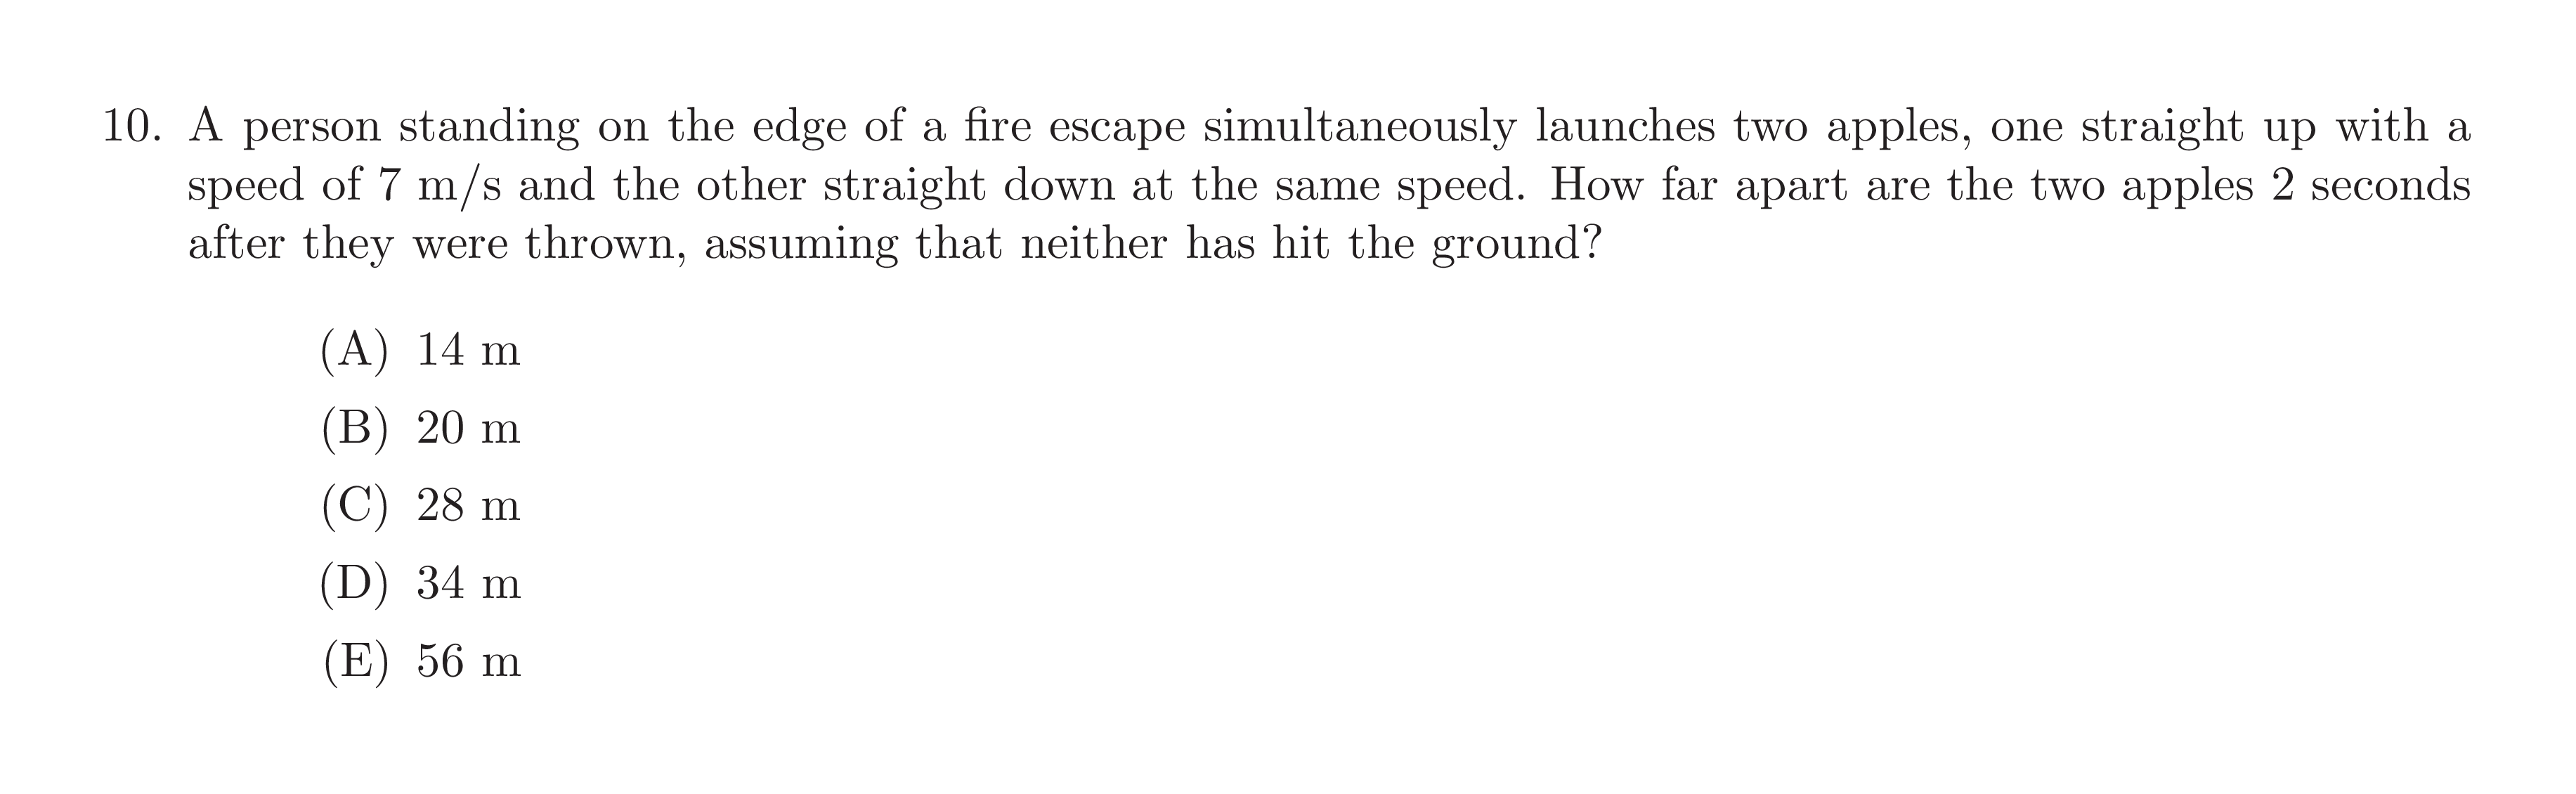 10. A person standing on the edge of a fire escape simultaneously launches two apples, one straight up with a
speed of 7 m/s and the other straight down at the same speed. How far apart are the two apples 2 seconds
after they were thrown, assuming that neither has hit the ground?
(A) 14 m
(B) 20 m
(C) 28 m
(D) 34 m
(E) 56 m